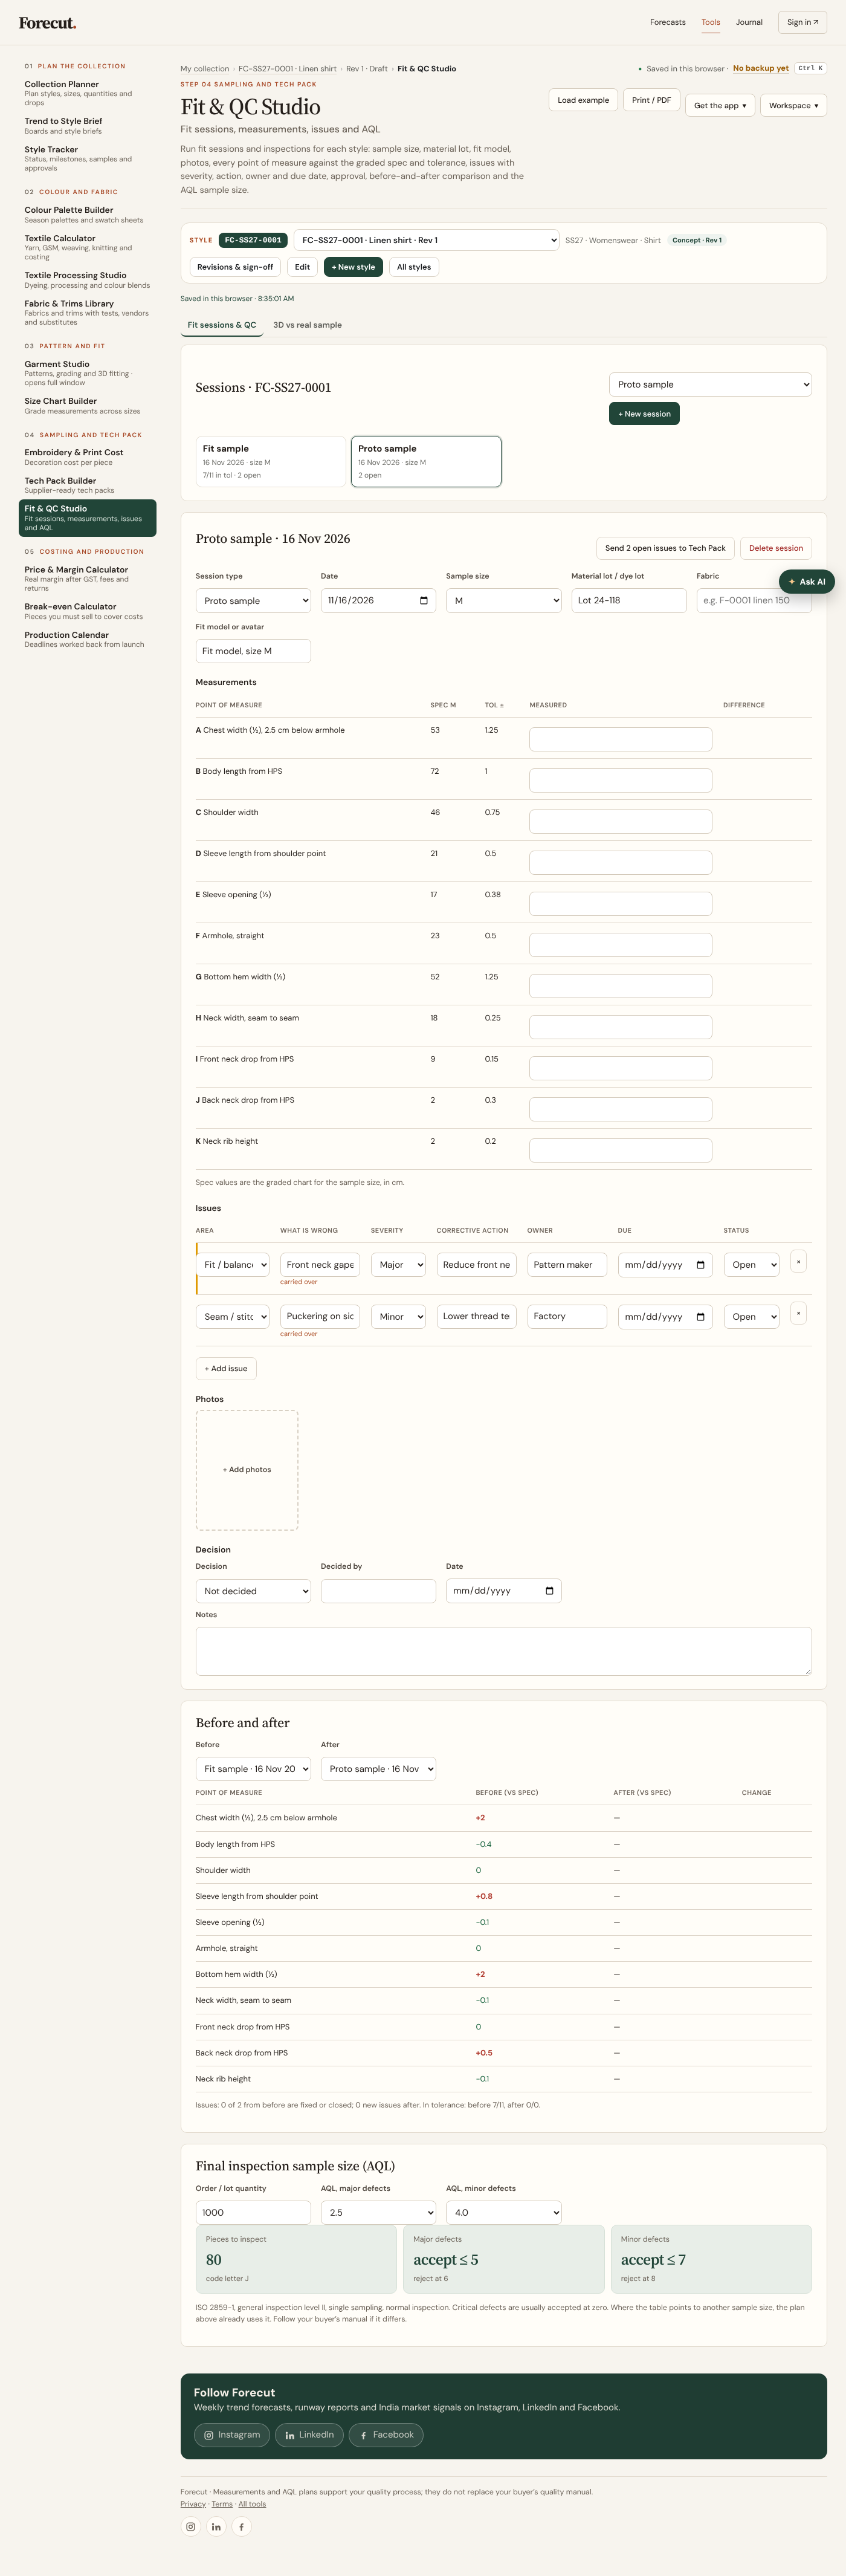 Forecut.
Forecasts Tools Journal Sign in ↗
01 PLAN THE COLLECTION
Collection Planner
Plan styles, sizes, quantities and
drops
Trend to Style Brief
Boards and style briefs
Style Tracker
Status, milestones, samples and
approvals
02 COLOUR AND FABRIC
Colour Palette Builder
Season palettes and swatch sheets
Textile Calculator
Yarn, GSM, weaving, knitting and
costing
Textile Processing Studio
Dyeing, processing and colour blends
Fabric & Trims Library
Fabrics and trims with tests, vendors
and substitutes
03 PATTERN AND FIT
Garment Studio
Patterns, grading and 3D fitting ·
opens full window
Size Chart Builder
Grade measurements across sizes
04 SAMPLING AND TECH PACK
Embroidery & Print Cost
Decoration cost per piece
Tech Pack Builder
Supplier-ready tech packs
Fit & QC Studio
Fit sessions, measurements, issues
and AQL
05 COSTING AND PRODUCTION
Price & Margin Calculator
Real margin after GST, fees and
returns
Break-even Calculator
Pieces you must sell to cover costs
Production Calendar
Deadlines worked back from launch
My collection › FC-SS27-0001 · Linen shirt › Rev 1 · Draft › Fit & QC Studio
Saved in this browser · No backup yet Ctrl K
STEP 04 SAMPLING AND TECH PACK
Fit & QC Studio
Fit sessions, measurements, issues and AQL
Run fit sessions and inspections for each style: sample size, material lot, fit model,
photos, every point of measure against the graded spec and tolerance, issues with
severity, action, owner and due date, approval, before-and-after comparison and the
AQL sample size.
Load example Print / PDF Get the app ▾ Workspace ▾
STYLE FC-SS27-0001 FC-SS27-0001 · Linen shirt · Rev 1 SS27 · Womenswear · Shirt Concept · Rev 1
Revisions & sign-off Edit + New style All styles
Saved in this browser · 8:35:01 AM
Fit sessions & QC 3D vs real sample
Sessions · FC-SS27-0001
Proto sample
+ New session
Fit sample
16 Nov 2026 · size M
7/11 in tol · 2 open
Proto sample
16 Nov 2026 · size M
2 open
Proto sample · 16 Nov 2026
Send 2 open issues to Tech Pack Delete session
Session type Date Sample size Material lot / dye lot Fabric
Proto sample 11/16/2026 M Lot 24-118 e.g. F-0001 linen 150
✦ Ask AI
Fit model or avatar
Fit model, size M
Measurements
POINT OF MEASURE SPEC M TOL ± MEASURED DIFFERENCE
A Chest width (½), 2.5 cm below armhole 53 1.25
B Body length from HPS 72 1
C Shoulder width 46 0.75
D Sleeve length from shoulder point 21 0.5
E Sleeve opening (½) 17 0.38
F Armhole, straight 23 0.5
G Bottom hem width (½) 52 1.25
H Neck width, seam to seam 18 0.25
I Front neck drop from HPS 9 0.15
J Back neck drop from HPS 2 0.3
K Neck rib height 2 0.2
Spec values are the graded chart for the sample size, in cm.
Issues
AREA WHAT IS WRONG SEVERITY CORRECTIVE ACTION OWNER DUE STATUS
Fit / balance Front neck gape Major Reduce front ne Pattern maker mm/dd/yyyy Open ×
carried over
Seam / stitc Puckering on sic Minor Lower thread te Factory mm/dd/yyyy Open ×
carried over
+ Add issue
Photos
+ Add photos
Decision
Decision Decided by Date
Not decided mm/dd/yyyy
Notes
Before and after
Before After
Fit sample · 16 Nov 20 Proto sample · 16 Nov
POINT OF MEASURE BEFORE (VS SPEC) AFTER (VS SPEC) CHANGE
Chest width (½), 2.5 cm below armhole +2 —
Body length from HPS -0.4 —
Shoulder width 0 —
Sleeve length from shoulder point +0.8 —
Sleeve opening (½) -0.1 —
Armhole, straight 0 —
Bottom hem width (½) +2 —
Neck width, seam to seam -0.1 —
Front neck drop from HPS 0 —
Back neck drop from HPS +0.5 —
Neck rib height -0.1 —
Issues: 0 of 2 from before are fixed or closed; 0 new issues after. In tolerance: before 7/11, after 0/0.
Final inspection sample size (AQL)
Order / lot quantity AQL, major defects AQL, minor defects
1000 2.5 4.0
Pieces to inspect Major defects Minor defects
80 accept ≤ 5 accept ≤ 7
code letter J reject at 6 reject at 8
ISO 2859-1, general inspection level II, single sampling, normal inspection. Critical defects are usually accepted at zero. Where the table points to another sample size, the plan
above already uses it. Follow your buyer's manual if it differs.
Follow Forecut
Weekly trend forecasts, runway reports and India market signals on Instagram, LinkedIn and Facebook.
Instagram LinkedIn Facebook
Forecut · Measurements and AQL plans support your quality process; they do not replace your buyer's quality manual.
Privacy · Terms · All tools